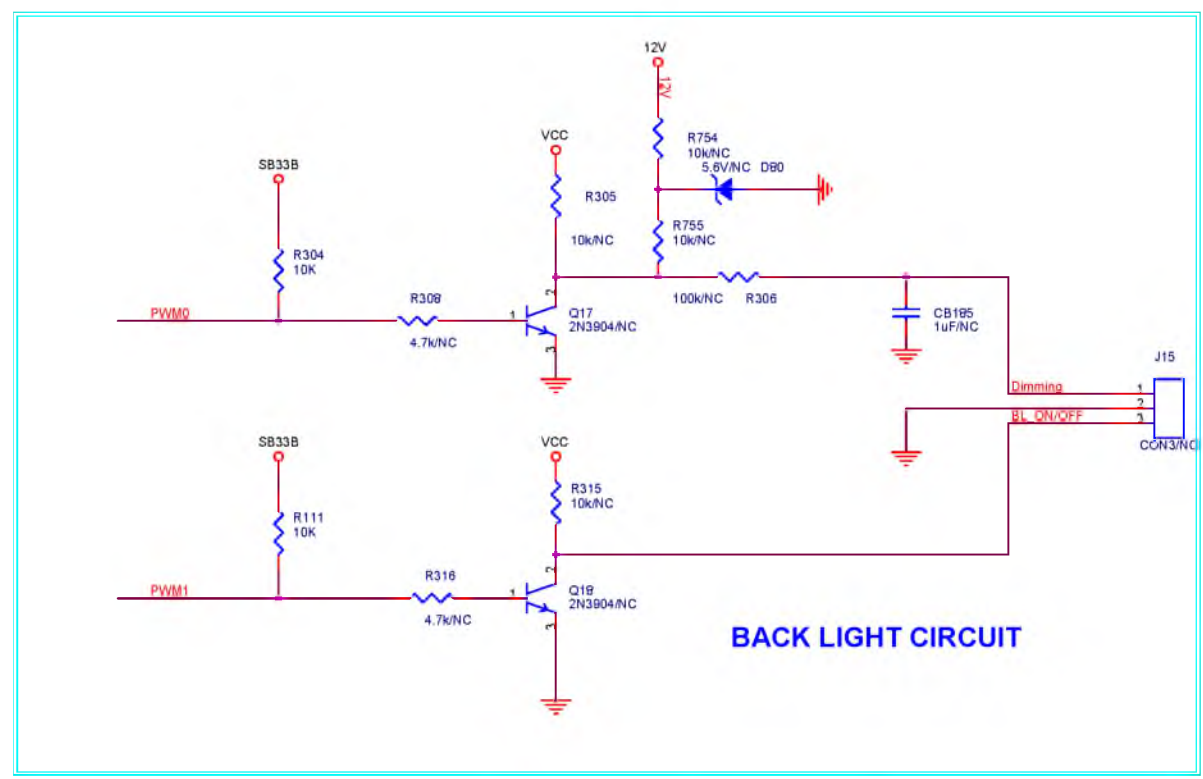 12V
12V
R754
10k/NC
5.6V/NC D80
VCC
SB33B
R305
10k/NC
R755
10k/NC
R304
10K
100k/NC R306
2
R308
PWM0
1
Q17
2N3904/NC
4.7k/NC
3
CB195
1uF/NC
J15
Dimming
1
2
BL_ON/OFF
3
CON3/NC
SB33B
VCC
R315
10k/NC
R111
10K
2
R316
PWM1
1
Q18
2N3904/NC
4.7k/NC
3
BACK LIGHT CIRCUIT